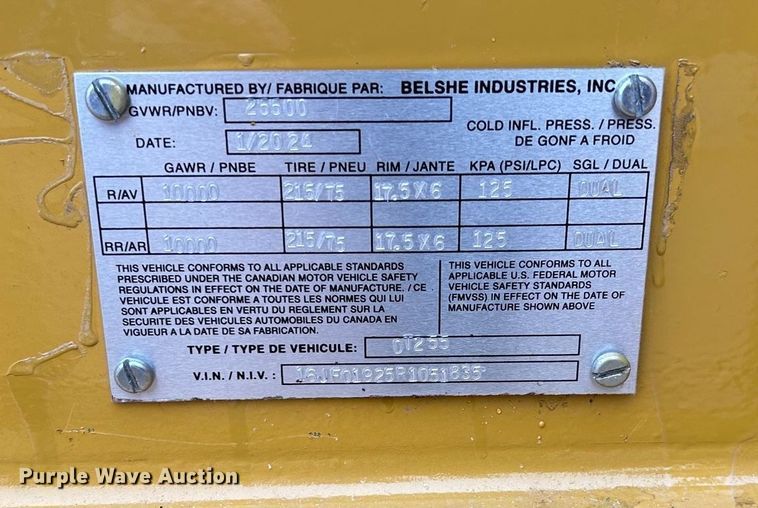 MANUFACTURED BY/ FABRIQUE PAR: BELSHE INDUSTRIES, INC
GVWR/PNBV: 25500
DATE: 1/2024
COLD INFL. PRESS. / PRESS.
DE GONF A FROID
GAWR / PNBE TIRE / PNEU RIM / JANTE KPA (PSI/LPC) SGL / DUAL
R/AV 10000 215/75 17.5X6 125 DUAL
RR/AR 10000 215/75 17.5X6 125 DUAL
THIS VEHICLE CONFORMS TO ALL APPLICABLE STANDARDS
PRESCRIBED UNDER THE CANADIAN MOTOR VEHICLE SAFETY
REGULATIONS IN EFFECT ON THE DATE OF MANUFACTURE. / CE
VEHICULE EST CONFORME A TOUTES LES NORMES QUI LUI
SONT APPLICABLES EN VERTU DU REGLEMENT SUR LA
SECURITE DES VEHICULES AUTOMOBILES DU CANADA EN
VIGUEUR A LA DATE DE SA FABRICATION.
THIS VEHICLE CONFORMS TO ALL
APPLICABLE U.S. FEDERAL MOTOR
VEHICLE SAFETY STANDARDS
(FMVSS) IN EFFECT ON THE DATE OF
MANUFACTURE SHOWN ABOVE
TYPE / TYPE DE VEHICULE:
V.I.N. / N.I.V.:
Purple Wave Auction